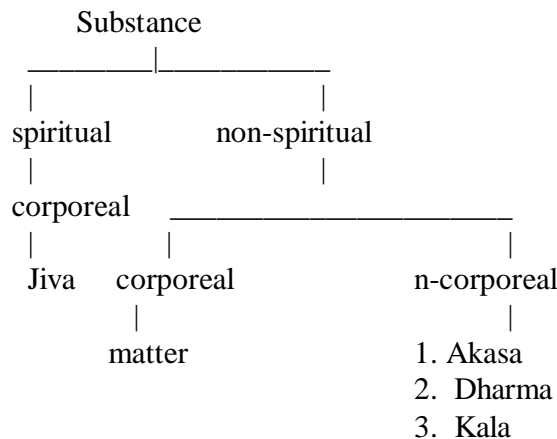 Substance
spiritual non-spiritual
corporeal
Jiva corporeal n-corporeal
matter 1. Akasa
2. Dharma
3. Kala